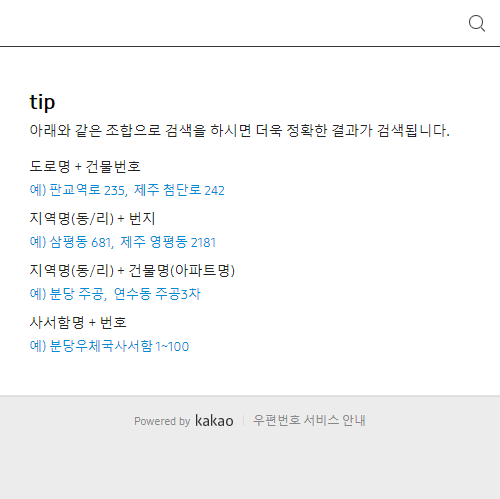 tip
아래와 같은 조합으로 검색을 하시면 더욱 정확한 결과가 검색됩니다.
도로명 + 건물번호
예) 판교역로 235, 제주 첨단로 242
지역명(동/리) + 번지
예) 삼평동 681, 제주 영평동 2181
지역명(동/리) + 건물명(아파트명)
예) 분당 주공, 연수동 주공3차
사서함명 + 번호
예) 분당우체국사서함 1~100
Powered by kakao 우편번호 서비스 안내